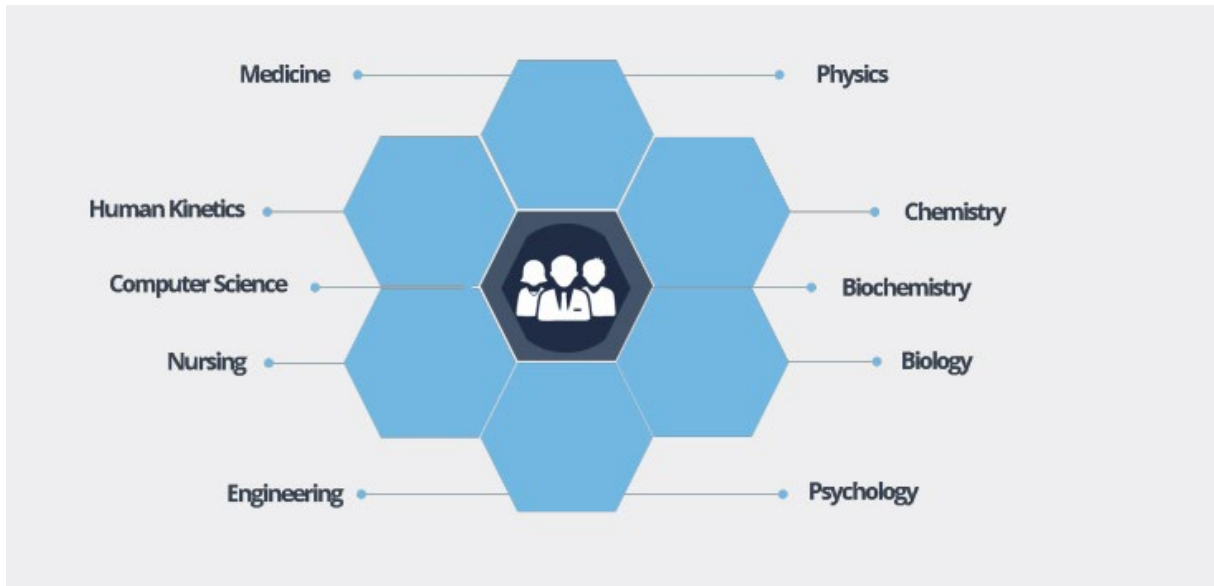 Medicine
Physics
Human Kinetics
Chemistry
Computer Science
Biochemistry
Nursing
Biology
Engineering
Psychology